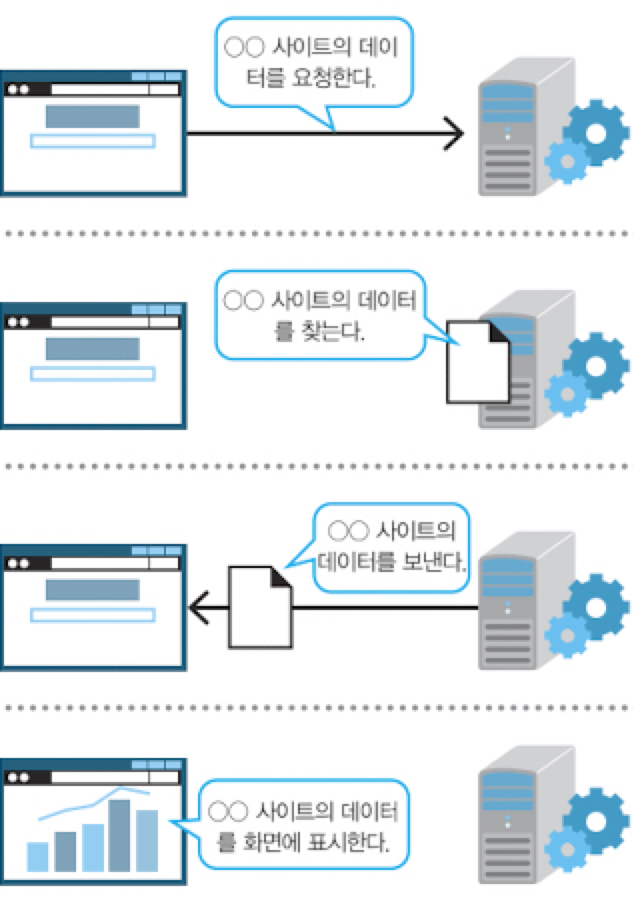 ○○ 사이트의 데이
터를 요청한다.
○○ 사이트의 데이터
를 찾는다.
○○ 사이트의
데이터를 보낸다.
○○ 사이트의 데이터
를 화면에 표시한다.